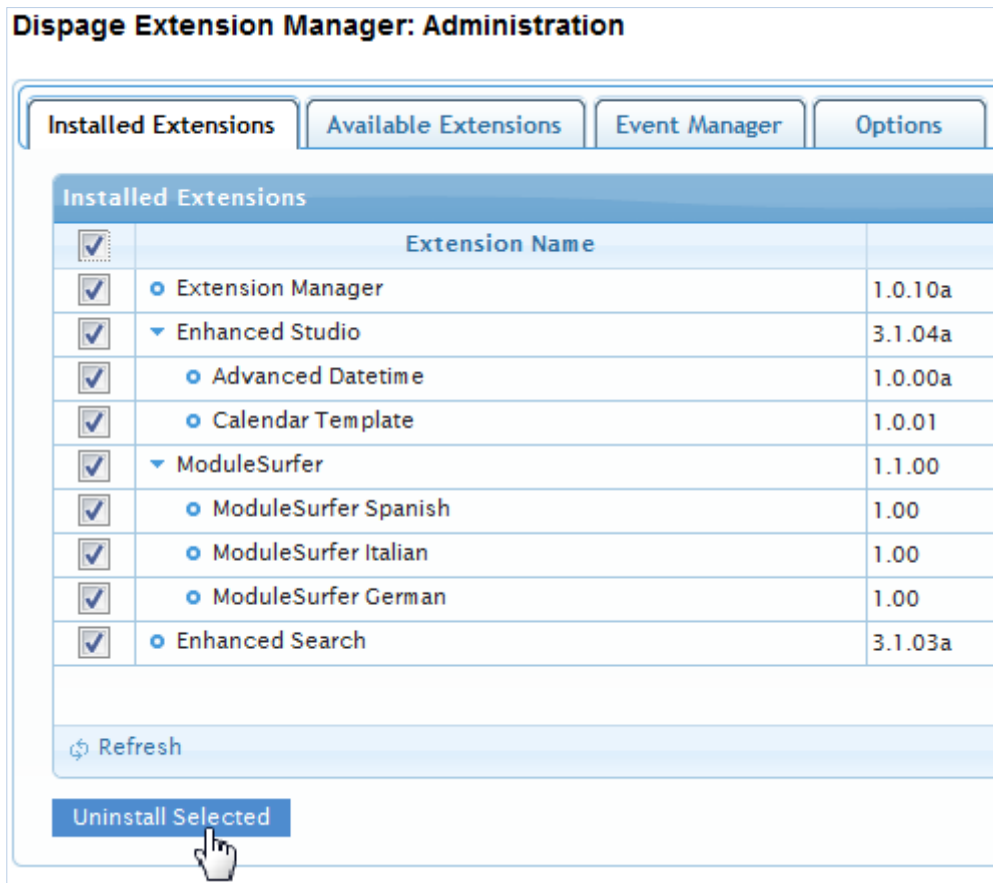 Dispage Extension Manager: Administration
Installed Extensions Available Extensions Event Manager Options
Installed Extensions
Extension Name
Extension Manager 1.0.10a
Enhanced Studio 3.1.04a
Advanced Datetime 1.0.00a
Calendar Template 1.0.01
ModuleSurfer 1.1.00
ModuleSurfer Spanish 1.00
ModuleSurfer Italian 1.00
ModuleSurfer German 1.00
Enhanced Search 3.1.03a
Refresh
Uninstall Selected